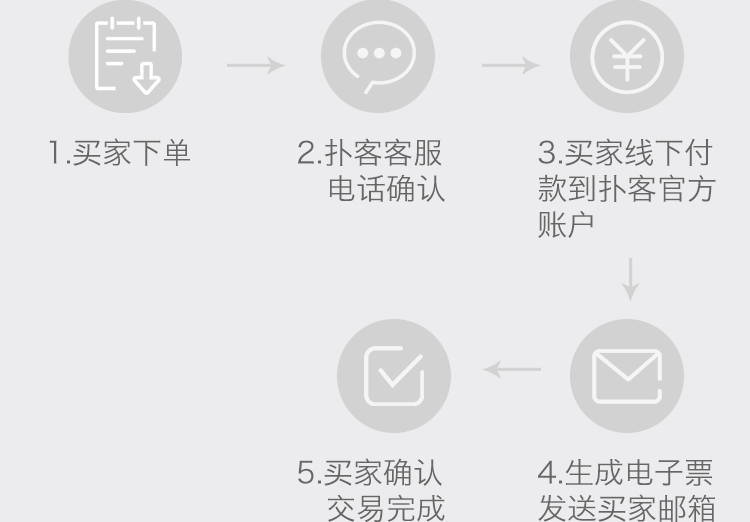 1.买家下单
2.扑客客服
电话确认
3.买家线下付
款到扑客官方
账户
4.生成电子票
发送买家邮箱
5.买家确认
交易完成